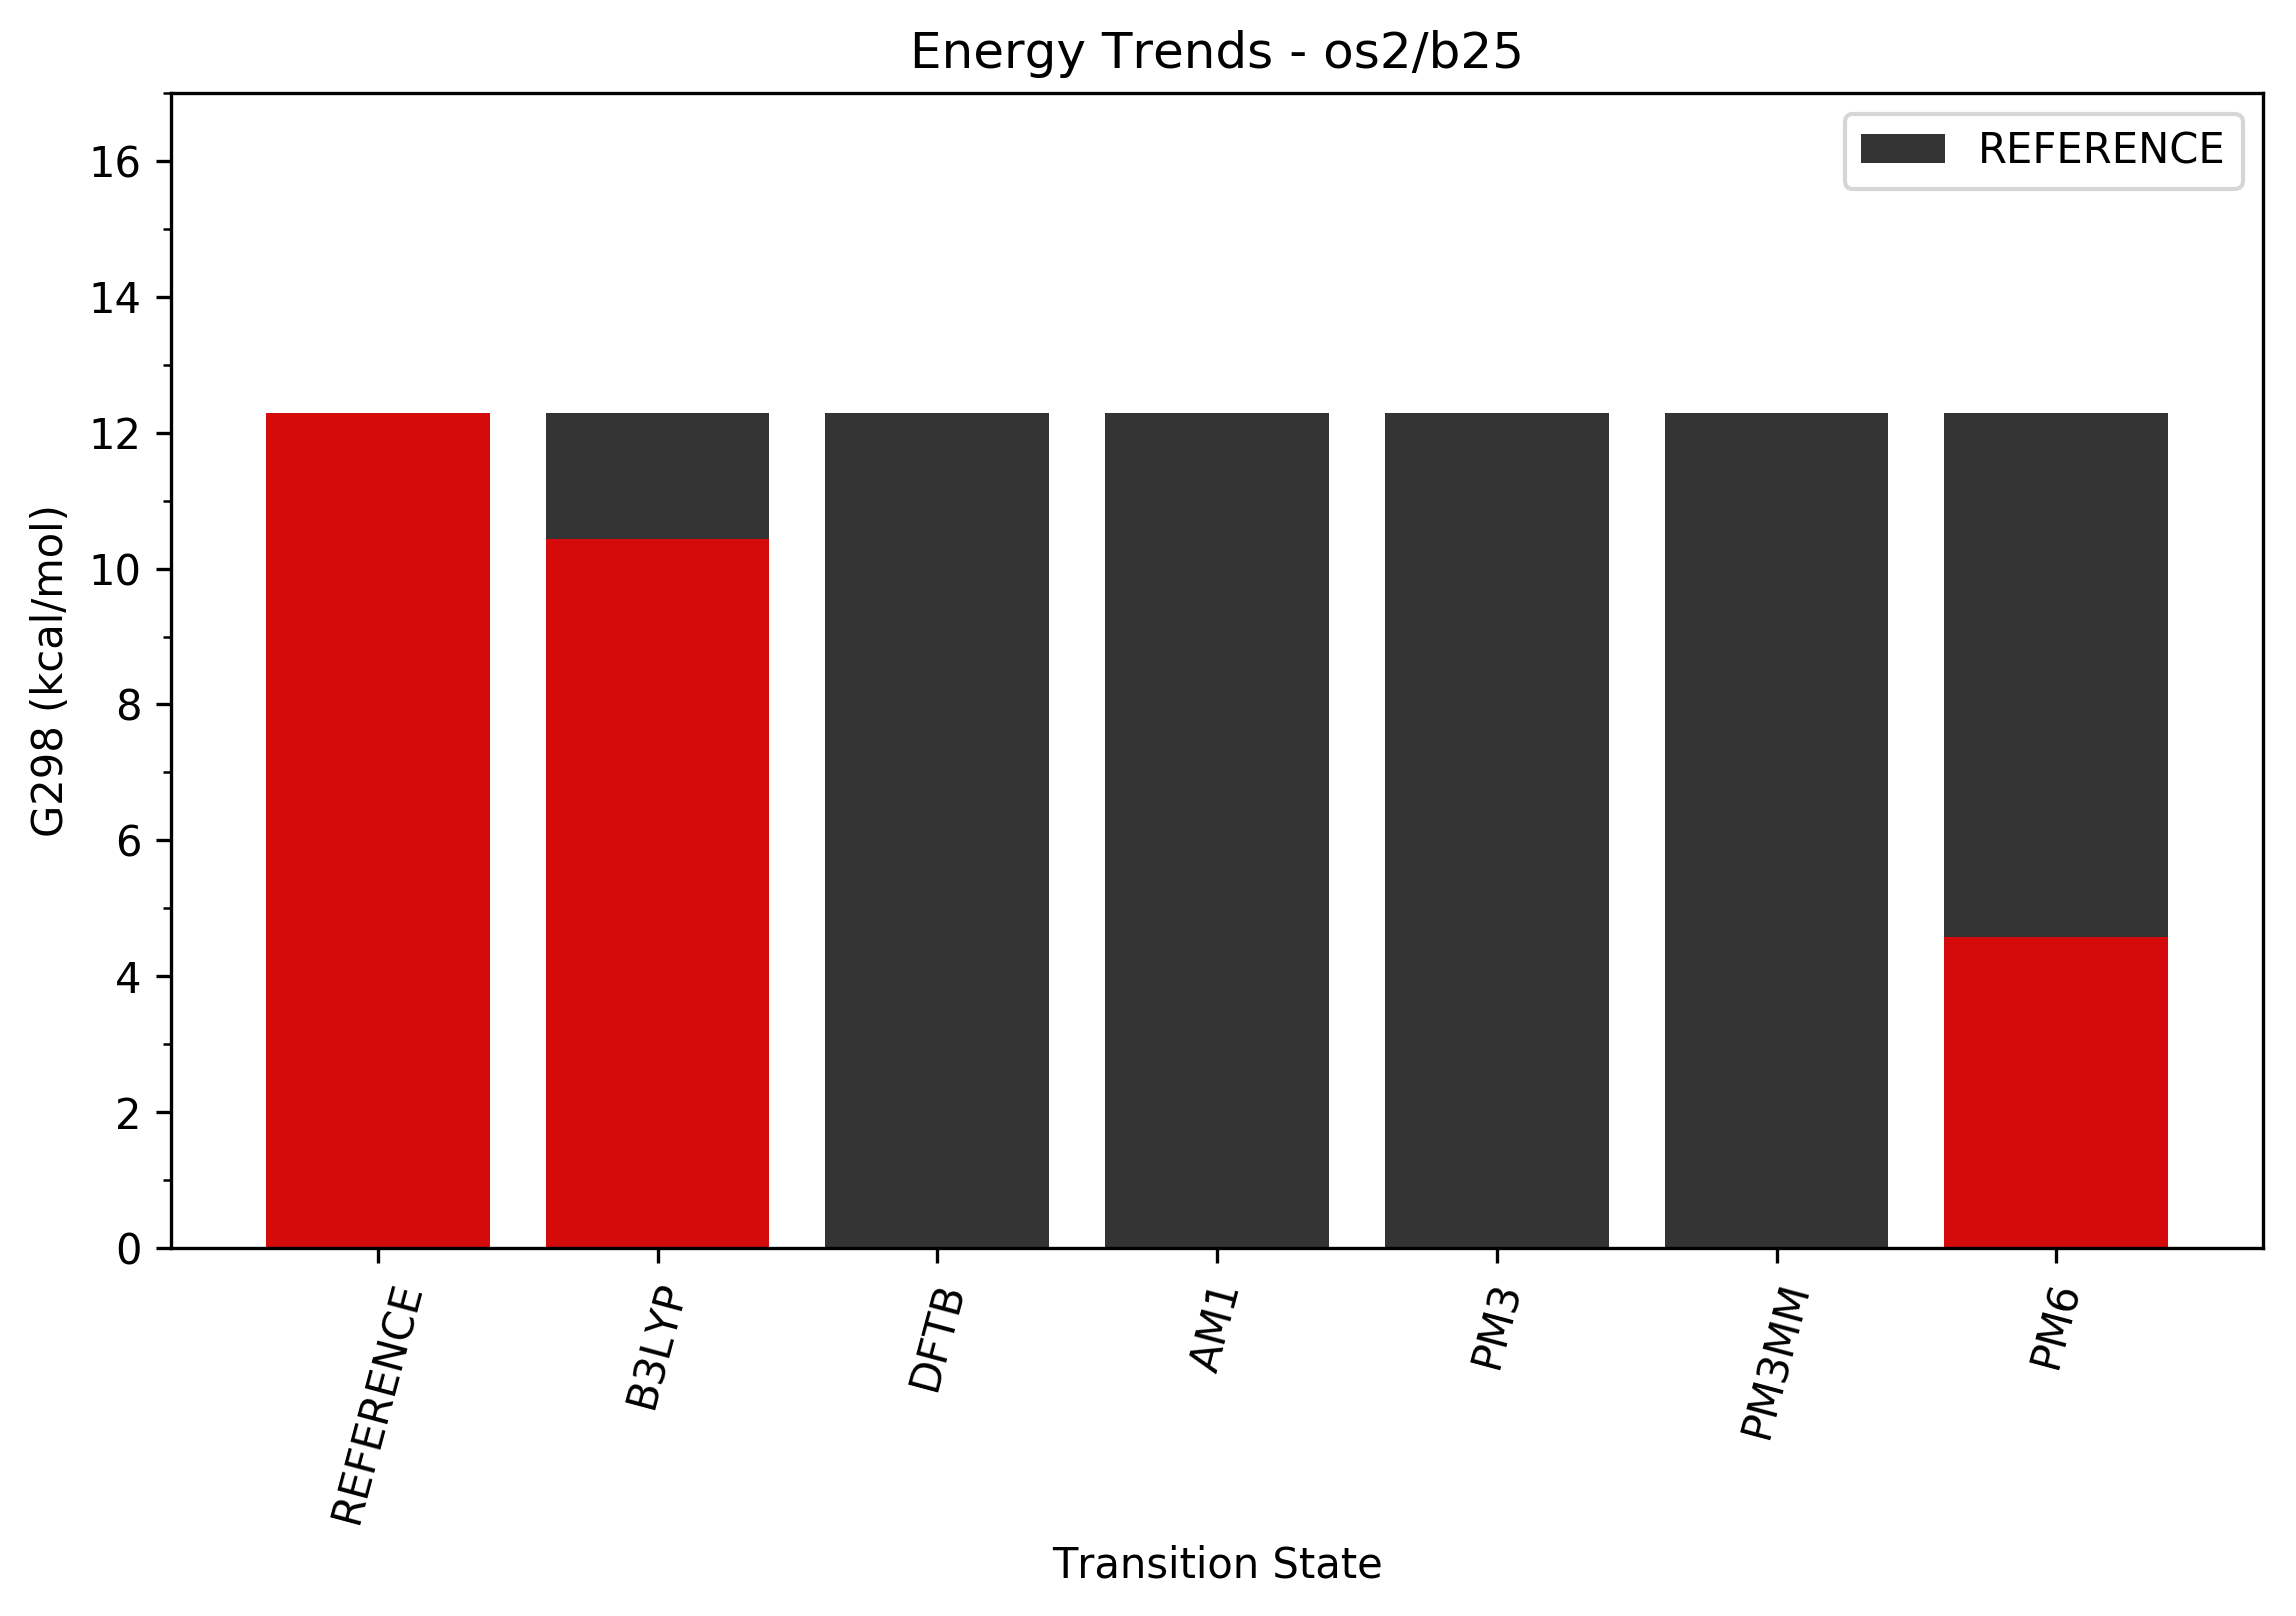 Energy Trends - os2/b25
REFERENCE
G298 (kcal/mol)
16
14
12
10
8
6
4
2
0
REFERENCE
B3LYP
DFTB
AM1
PM3
PM3MM
PM6
Transition State